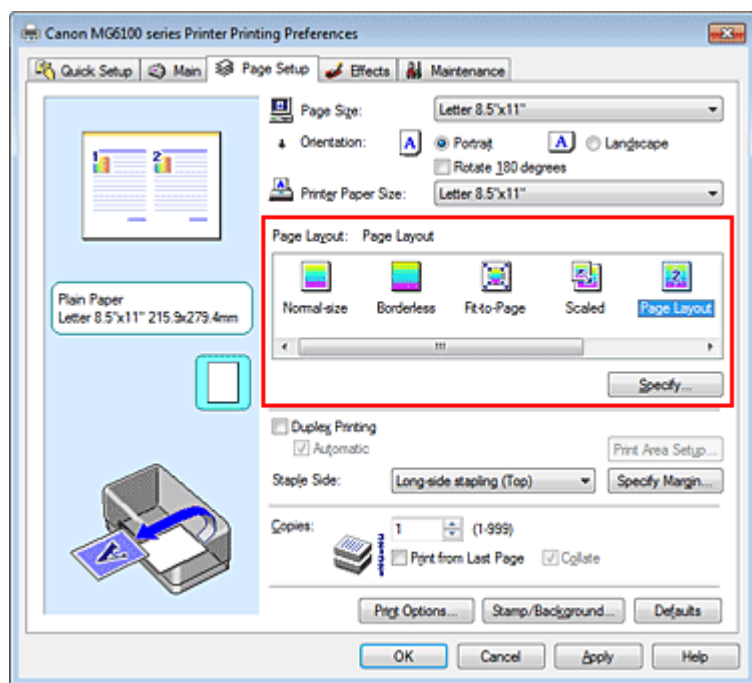 Canon MG6100 series Printer Printing Preferences
Quick Setup Main Page Setup Effects Maintenance
1 2
Plain Paper
Letter 8.5"x11" 215.9x279.4mm
Page Size: Letter 8.5"x11"
Orientation: A Portrait A Landscape
Rotate 180 degrees
Printer Paper Size: Letter 8.5"x11"
Page Layout: Page Layout
Normal-size Borderless Fit-to-Page Scaled Page Layout
Specify...
Duplex Printing
Automatic Print Area Setup...
Staple Side: Long-side stapling (Top) Specify Margin...
Copies: 1 (1-999)
Print from Last Page Collate
Print Options... Stamp/Background... Defaults
OK Cancel Apply Help